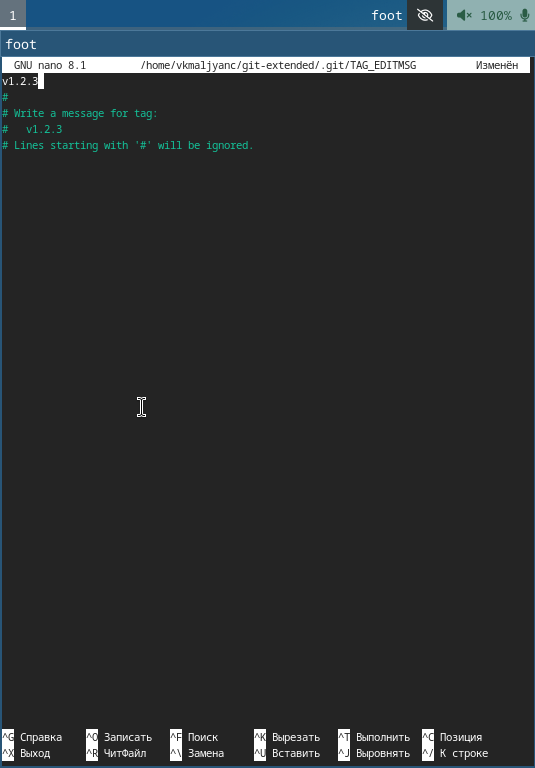 1 foot 100%
foot
GNU nano 8.1 /home/vkmaljyanc/git-extended/.git/TAG_EDITMSG Изменён
v1.2.3
#
# Write a message for tag:
#   v1.2.3
# Lines starting with '#' will be ignored.
^G Справка ^O Записать ^F Поиск ^K Вырезать ^T Выполнить ^C Позиция
^X Выход ^R ЧитФайл ^\ Замена ^U Вставить ^J Выровнять ^/ К строке